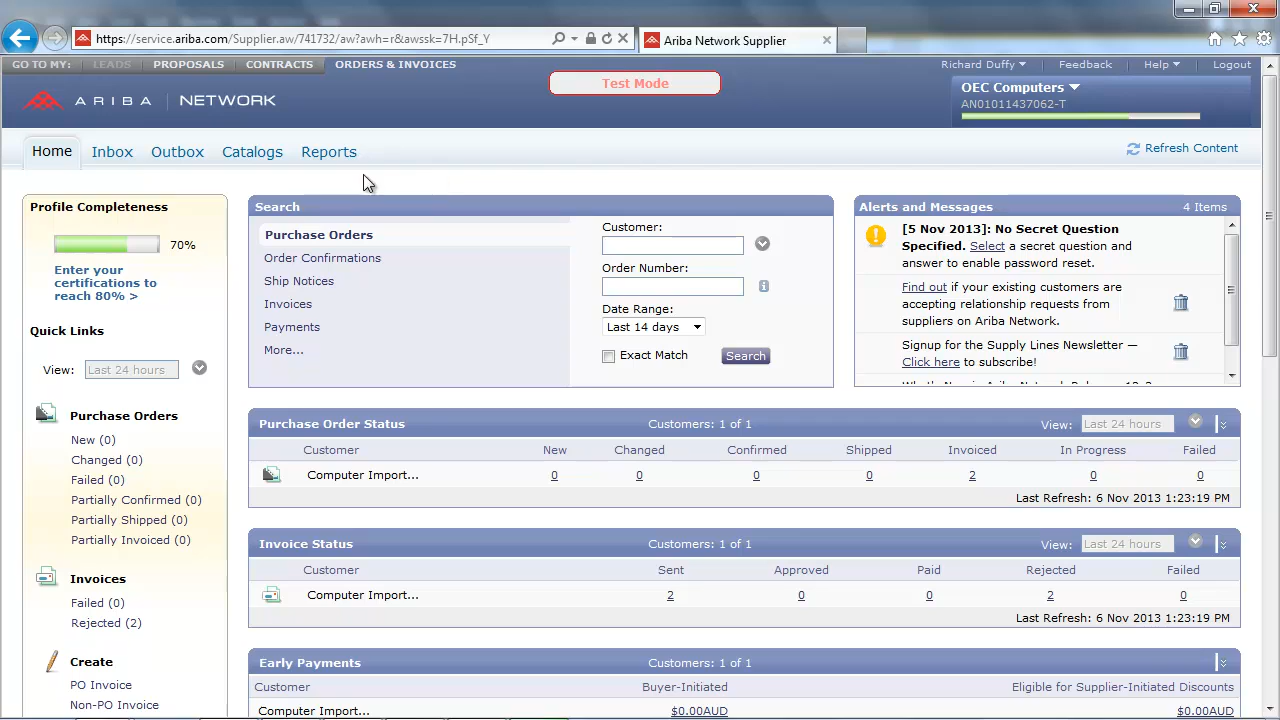 https://service.ariba.com/Supplier.aw/741732/aw?awh=r&awssk=7H.pSf_Y
Ariba Network Supplier
GO TO MY: LEADS PROPOSALS CONTRACTS ORDERS & INVOICES
Richard Duffy Feedback Help Logout
Test Mode
ARIBA NETWORK
OEC Computers
AN01011437062-T
Home Inbox Outbox Catalogs Reports
Refresh Content
Profile Completeness
70%
Enter your
certifications to
reach 80% >
Quick Links
View: Last 24 hours
Purchase Orders
New (0)
Changed (0)
Failed (0)
Partially Confirmed (0)
Partially Shipped (0)
Partially Invoiced (0)
Invoices
Failed (0)
Rejected (2)
Create
PO Invoice
Non-PO Invoice
Search
Purchase Orders
Order Confirmations
Ship Notices
Invoices
Payments
More...
Customer:
Order Number:
Date Range:
Last 14 days
Exact Match
Search
Alerts and Messages 4 Items
[5 Nov 2013]: No Secret Question
Specified. Select a secret question and
answer to enable password reset.
Find out if your existing customers are
accepting relationship requests from
suppliers on Ariba Network.
Signup for the Supply Lines Newsletter —
Click here to subscribe!
Purchase Order Status Customers: 1 of 1 View: Last 24 hours
Customer New Changed Confirmed Shipped Invoiced In Progress Failed
Computer Import... 0 0 0 0 2 0 0
Last Refresh: 6 Nov 2013 1:23:19 PM
Invoice Status Customers: 1 of 1 View: Last 24 hours
Customer Sent Approved Paid Rejected Failed
Computer Import... 2 0 0 2 0
Last Refresh: 6 Nov 2013 1:23:19 PM
Early Payments Customers: 1 of 1
Customer Buyer-Initiated Eligible for Supplier-Initiated Discounts
Computer Import... $0.00AUD $0.00AUD